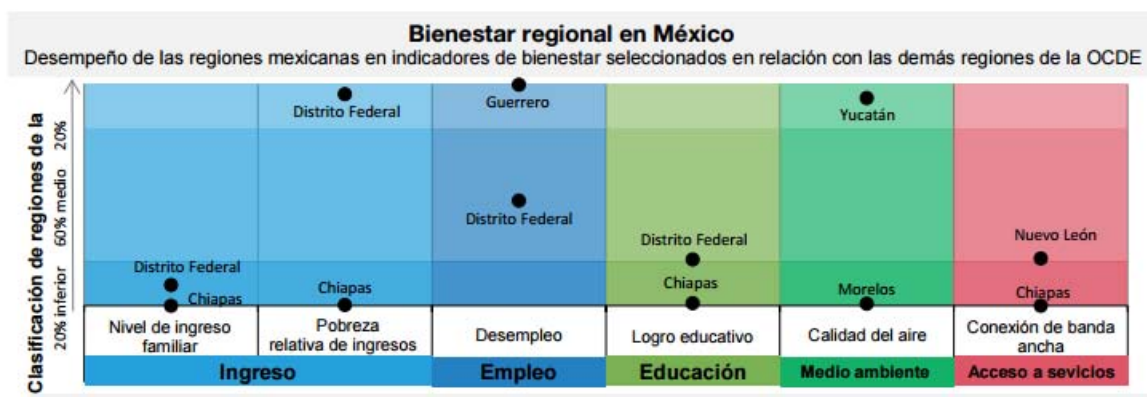 Bienestar regional en México
Desempeño de las regiones mexicanas en indicadores de bienestar seleccionados en relación con las demás regiones de la OCDE
Clasificación de regiones de la
20%
60% medio
20% inferior
Distrito Federal
Chiapas
Distrito Federal
Chiapas
Guerrero
Distrito Federal
Distrito Federal
Chiapas
Yucatán
Morelos
Nuevo León
Chiapas
Nivel de ingreso
familiar
Pobreza
relativa de ingresos
Desempleo
Logro educativo
Calidad del aire
Conexión de banda
ancha
Ingreso
Empleo
Educación
Medio ambiente
Acceso a sevicios